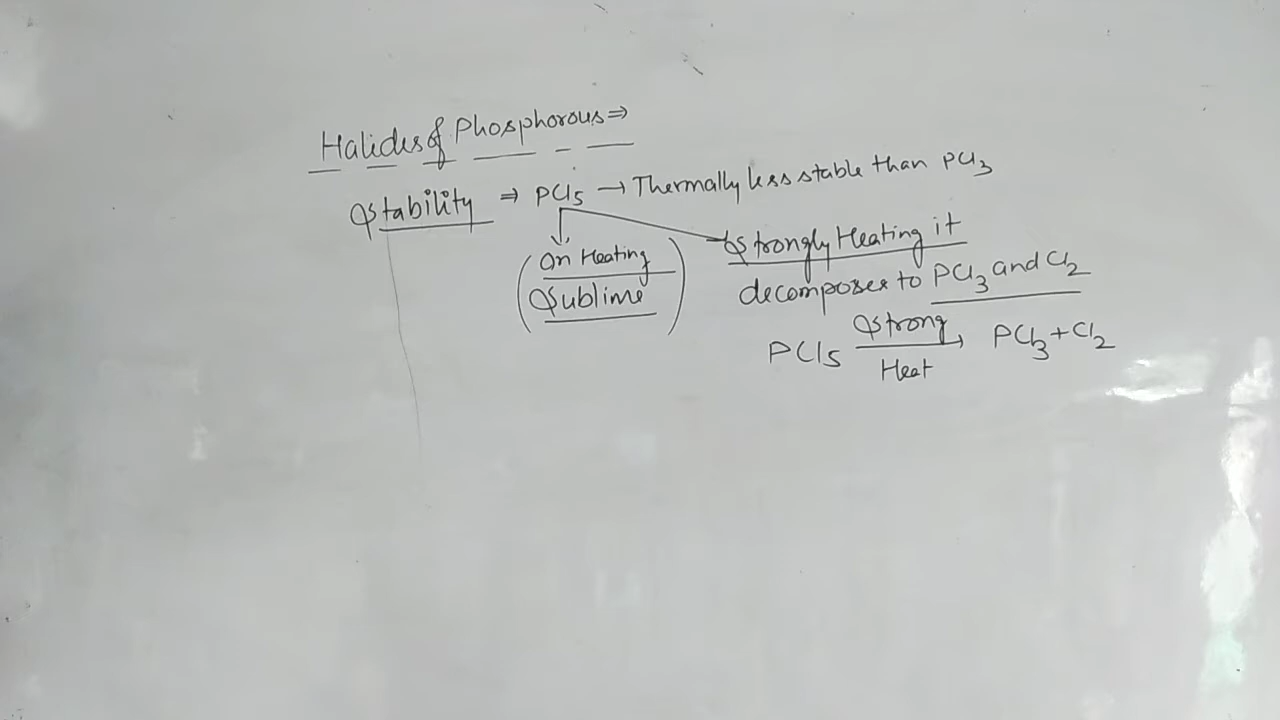 Halides of Phosphorous ⇒
Stability ⇒ PCl5 → Thermally less stable than PCl3
On Heating
Sublime
Strongly Heating it
decomposes to PCl3 and Cl2
PCl5 Strong Heat → PCl3 + Cl2